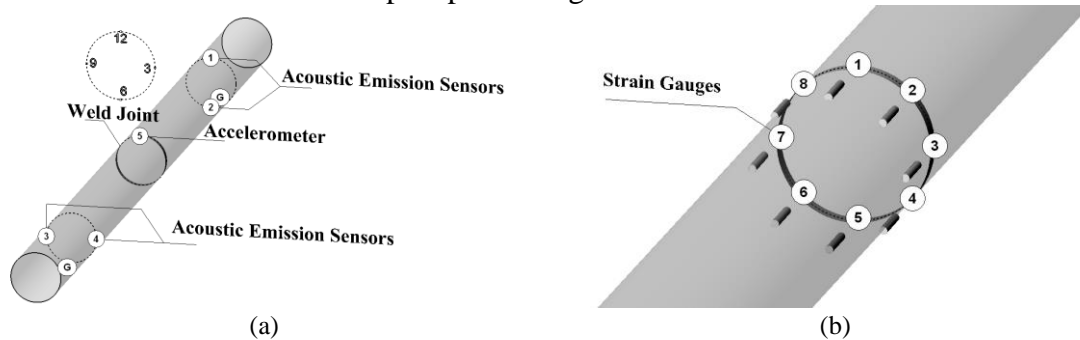 12
9
3
6
Weld Joint
1
Acoustic Emission Sensors
G
2
5
Accelerometer
3
4
Acoustic Emission Sensors
G
(a)
Strain Gauges
1
2
3
4
5
6
7
8
(b)